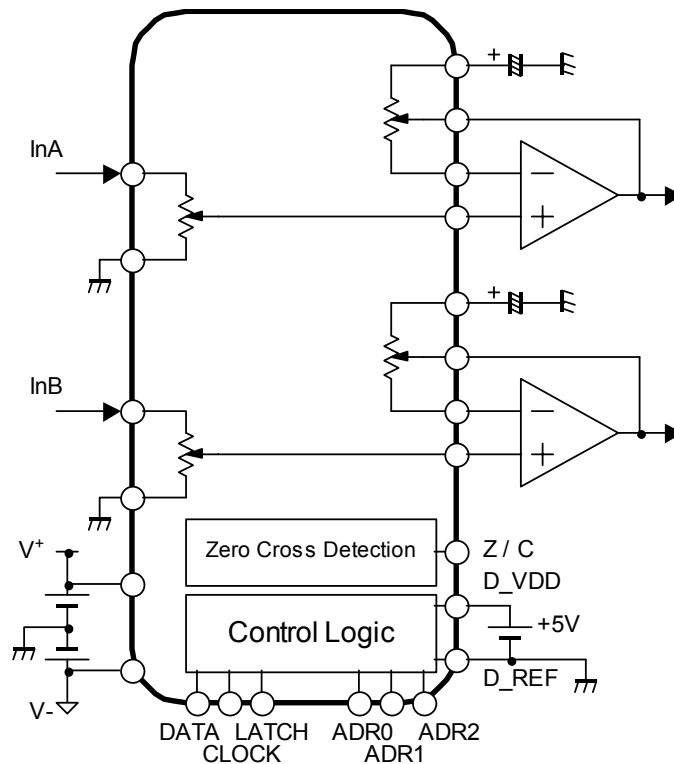 +
InA
−
+
+
InB
−
+
Zero Cross Detection
Z / C
V+
D_VDD
Control Logic
+5V
D_REF
V-
DATA LATCH ADR0 ADR2
CLOCK ADR1